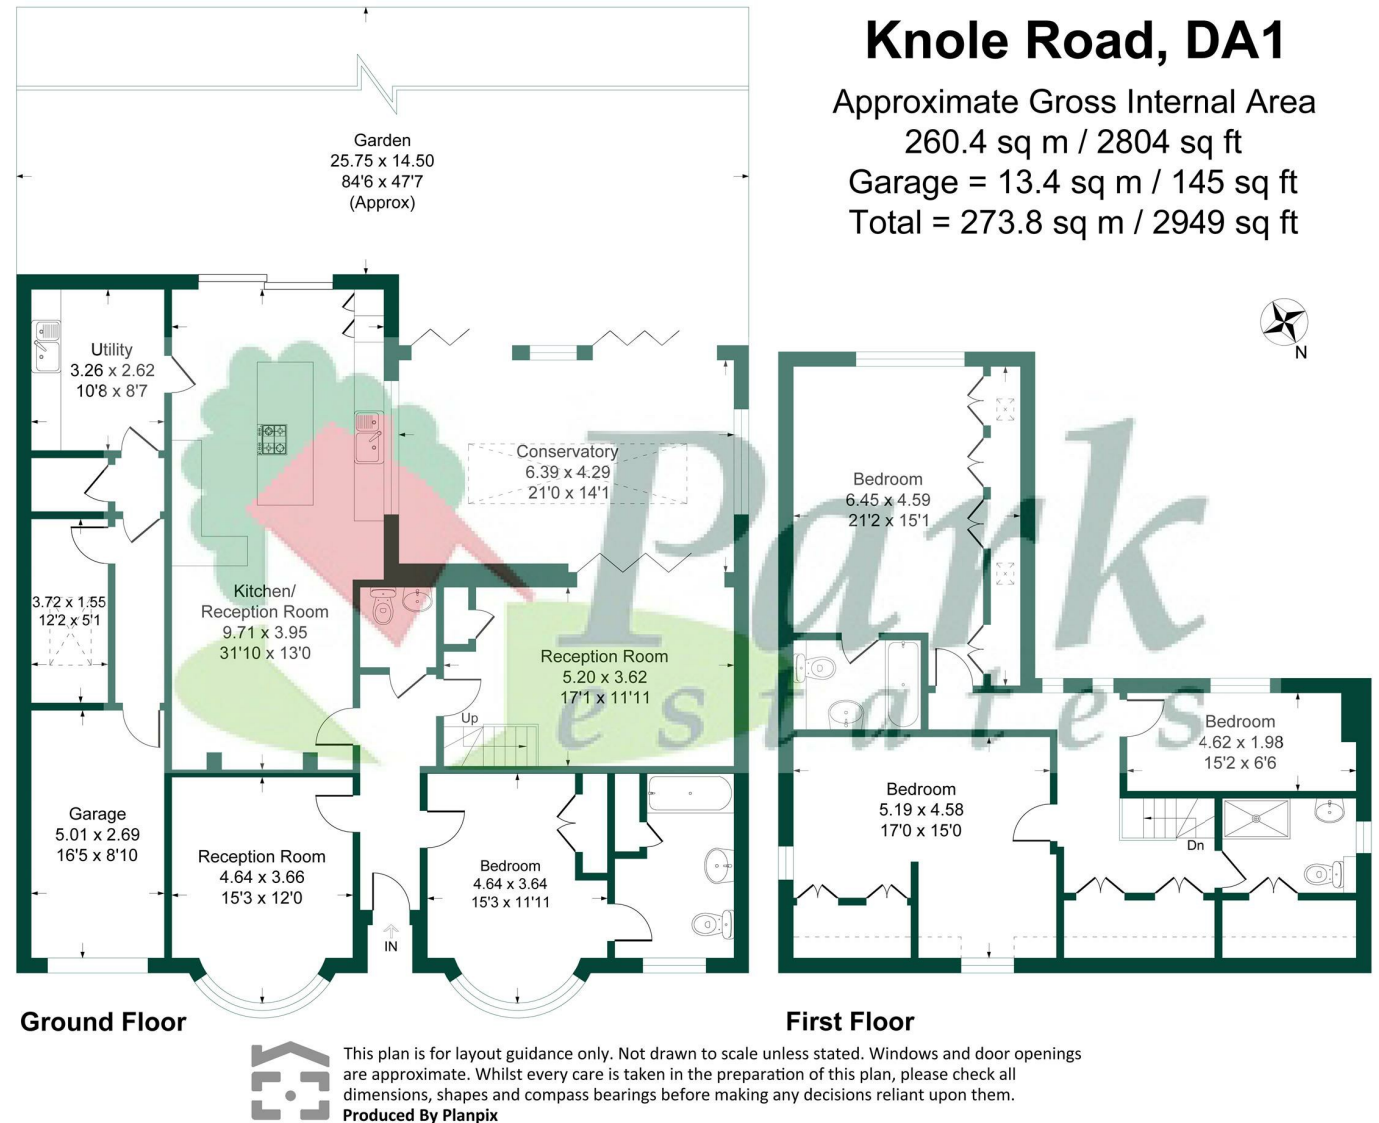 Knole Road, DA1
Approximate Gross Internal Area
260.4 sq m / 2804 sq ft
Garage = 13.4 sq m / 145 sq ft
Total = 273.8 sq m / 2949 sq ft
Garden
25.75 x 14.50
84'6 x 47'7
(Approx)
N
Utility
3.26 x 2.62
10'8 x 8'7
Conservatory
6.39 x 4.29
21'0 x 14'1
Bedroom
6.45 x 4.59
21'2 x 15'1
Park
estates
3.72 x 1.55
12'2 x 5'1
Kitchen/
Reception Room
9.71 x 3.95
31'10 x 13'0
Reception Room
5.20 x 3.62
17'1 x 11'11
Up
Bedroom
4.62 x 1.98
15'2 x 6'6
Bedroom
5.19 x 4.58
17'0 x 15'0
Dn
Garage
5.01 x 2.69
16'5 x 8'10
Reception Room
4.64 x 3.66
15'3 x 12'0
Bedroom
4.64 x 3.64
15'3 x 11'11
IN
Ground Floor
First Floor
This plan is for layout guidance only. Not drawn to scale unless stated. Windows and door openings
are approximate. Whilst every care is taken in the preparation of this plan, please check all
dimensions, shapes and compass bearings before making any decisions reliant upon them.
Produced By Planpix